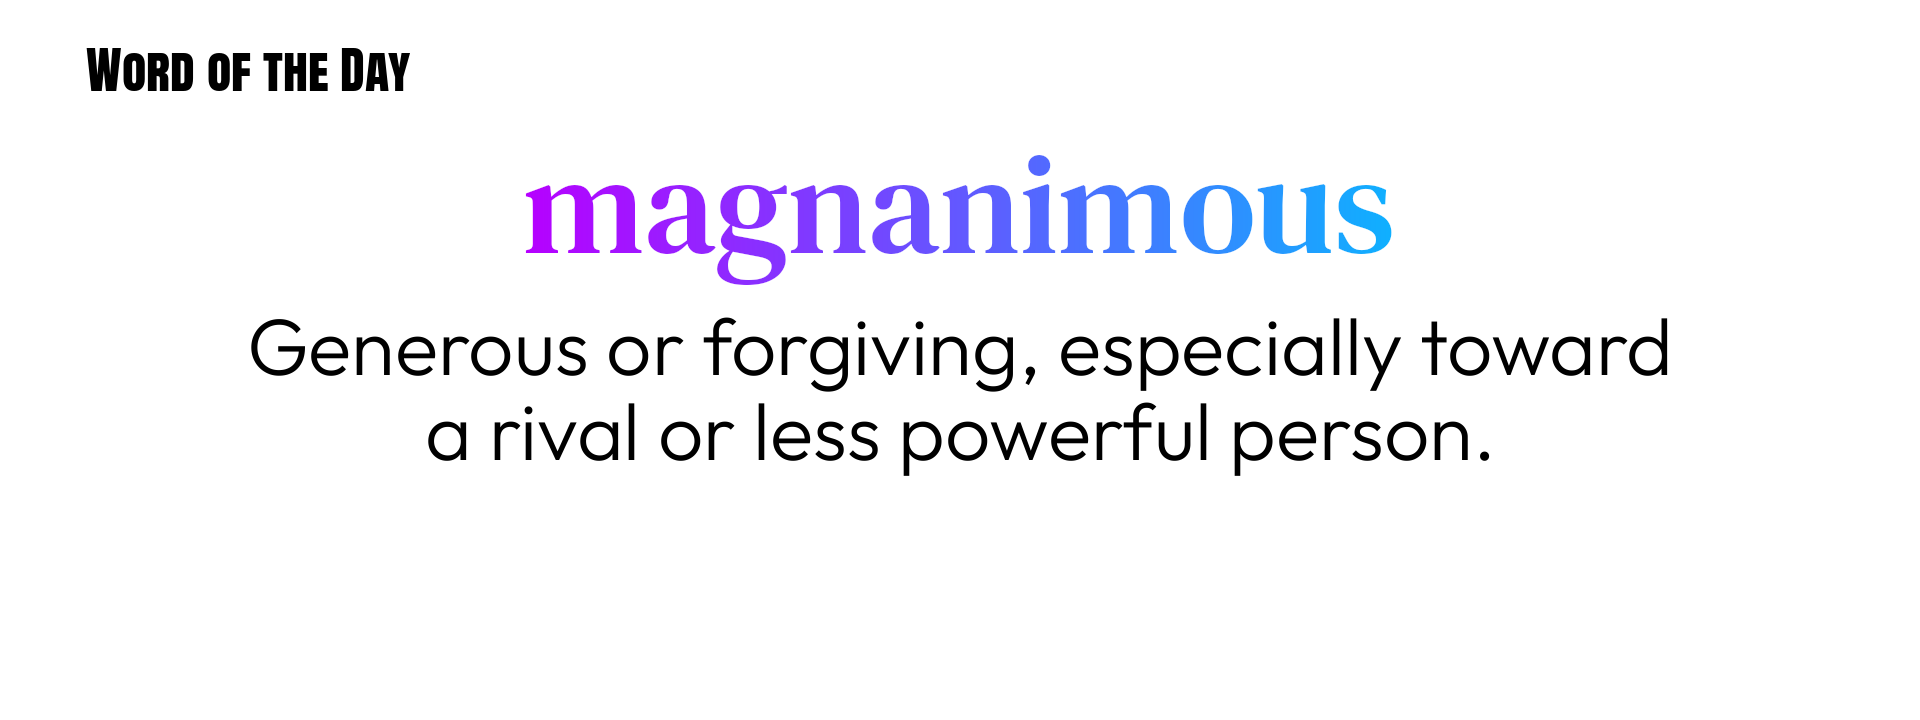 Word of the Day
magnanimous
Generous or forgiving, especially toward
a rival or less powerful person.